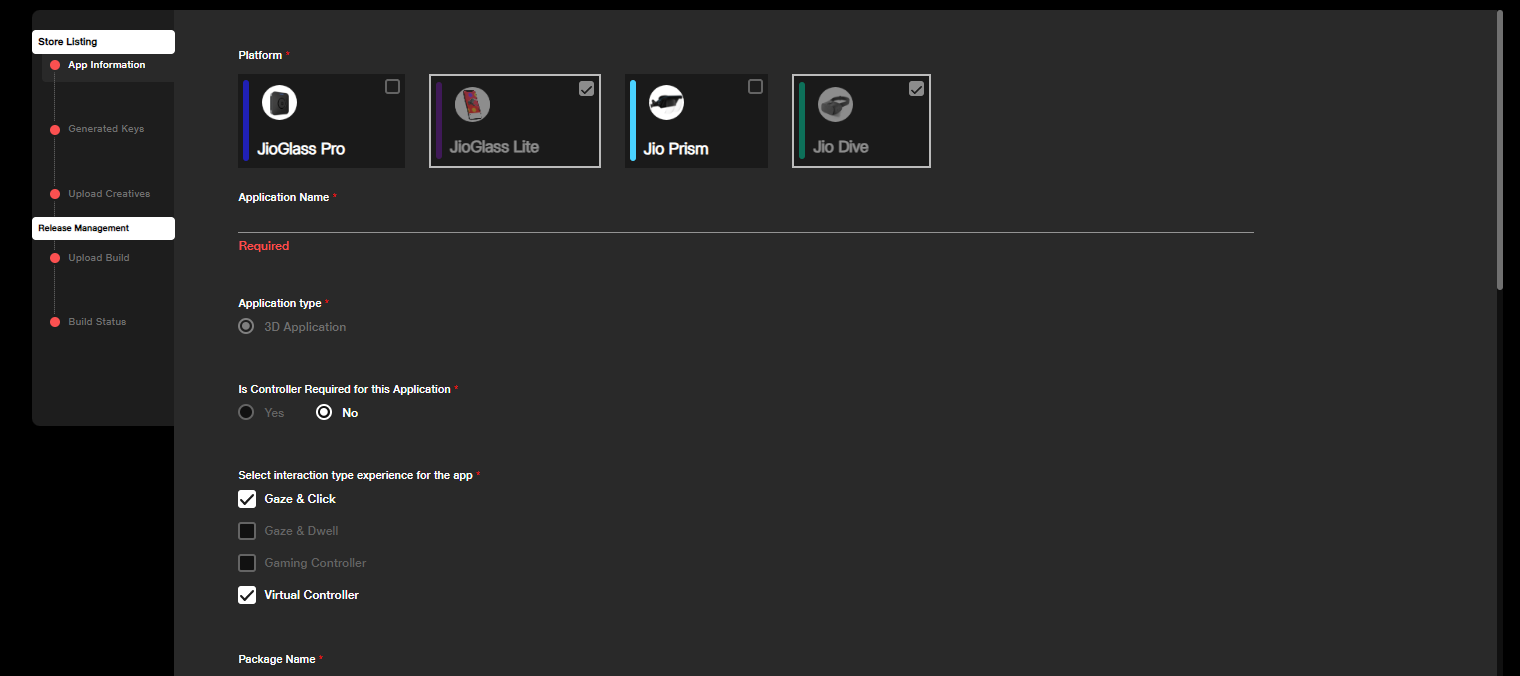 Store Listing
App Information
Generated Keys
Upload Creatives
Release Management
Upload Build
Build Status
Platform *
JioGlass Pro
JioGlass Lite
Jio Prism
Jio Dive
Application Name *
Required
Application type *
3D Application
Is Controller Required for this Application *
Yes
No
Select interaction type experience for the app *
Gaze & Click
Gaze & Dwell
Gaming Controller
Virtual Controller
Package Name *